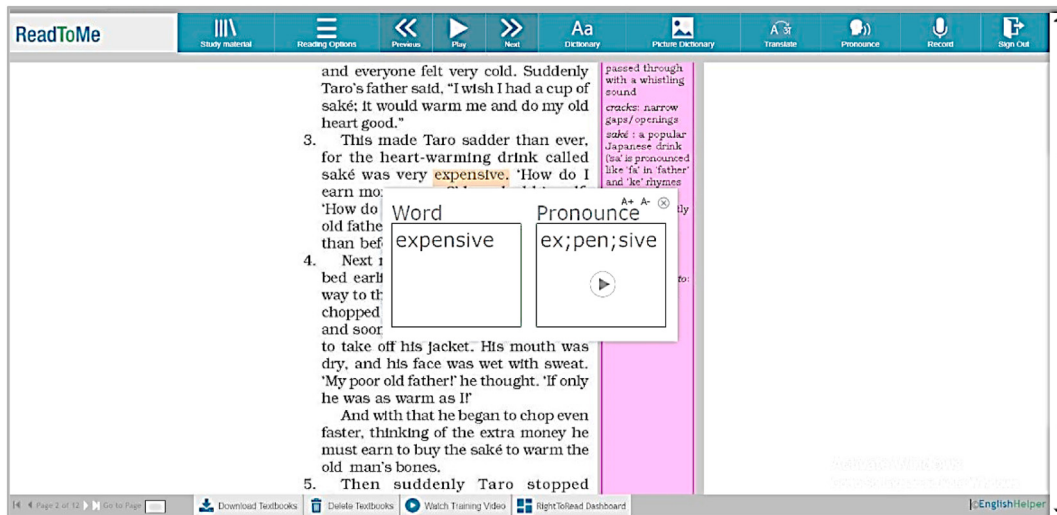 ReadToMe
Study material
Reading Options
Previous
Play
Next
Aa
Dictionary
Picture Dictionary
A अ
Translate
Pronounce
Record
Sign Out
and everyone felt very cold. Suddenly
Taro's father said, "I wish I had a cup of
saké; it would warm me and do my old
heart good."
3. This made Taro sadder than ever,
for the heart-warming drink called
saké was very expensive. 'How do I
earn
'How do
old fathe
than bef
4. Next
bed earli
way to th
chopped
and soon
to take off his jacket. His mouth was
dry, and his face was wet with sweat.
'My poor old father!' he thought. 'If only
he was as warm as I!'
And with that he began to chop even
faster, thinking of the extra money he
must earn to buy the saké to warm the
old man's bones.
5. Then suddenly Taro stopped
passed through
with a whistling
sound
cracks: narrow
gaps/openings
saké : a popular
Japanese drink
('sa' is pronounced
like 'fa' in 'father'
and 'ke' rhymes
tly
to:
A+ A-
Word
Pronounce
expensive
ex;pen;sive
Page 2 of 12
Go to Page
Download Textbooks
Delete Textbooks
Watch Training Video
RightToRead Dashboard
©EnglishHelper